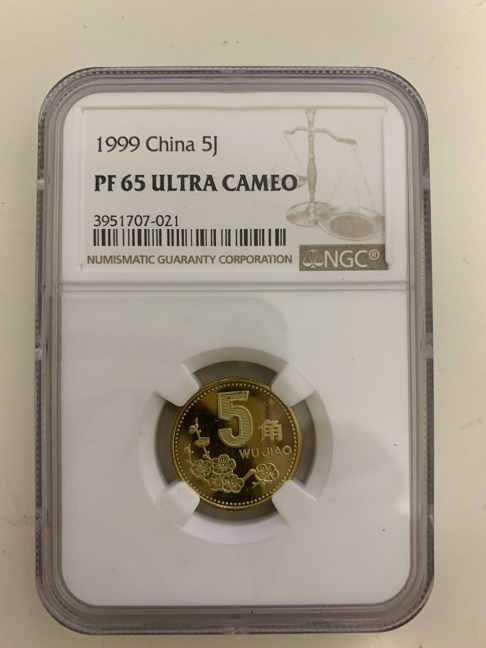 1999 China 5J
PF 65 ULTRA CAMEO
3951707-021
NUMISMATIC GUARANTY CORPORATION
NGC®
5角
WU JIAO